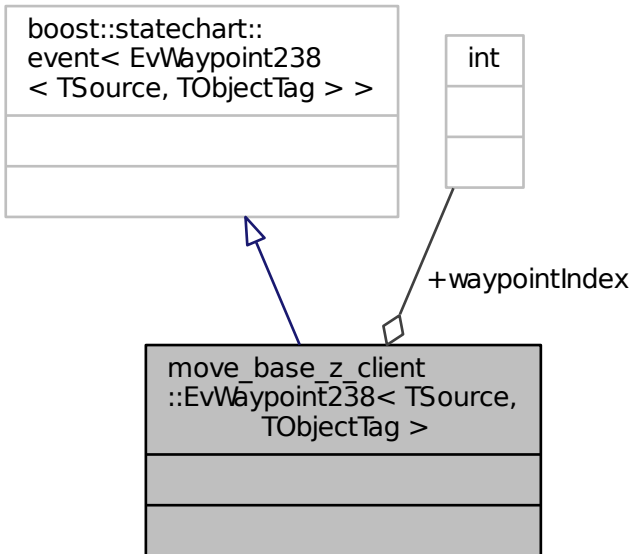 boost::statechart::
event< EvWaypoint238
< TSource, TObjectTag > >
int
+waypointIndex
move_base_z_client
::EvWaypoint238< TSource,
TObjectTag >